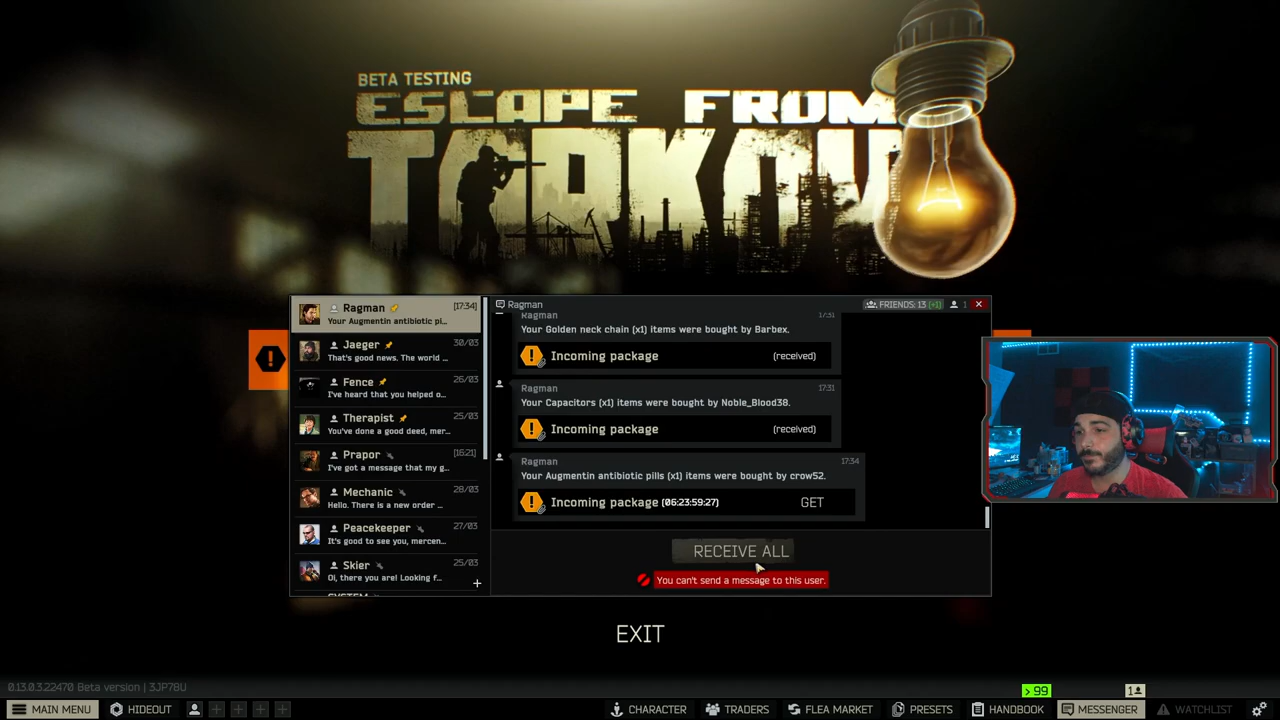 BETA TESTING
ESCAPE FROM
TARKOV
Ragman
[17:34]
Your Augmentin antibiotic pi...
Jaeger
30/03
That's good news. The world ...
Fence
26/03
I've heard that you helped o...
Therapist
25/03
You've done a good deed, mer...
Prapor
[16:21]
I've got a message that my g...
Mechanic
28/03
Hello. There is a new order ...
Peacekeeper
27/03
It's good to see you, mercen...
Skier
25/03
Oi, there you are! Looking f...
+
Ragman
FRIENDS: 13 (+1)
1
Ragman
17:31
Your Golden neck chain (x1) items were bought by Barbex.
Incoming package
(received)
Ragman
17:31
Your Capacitors (x1) items were bought by Noble_Blood38.
Incoming package
(received)
Ragman
17:34
Your Augmentin antibiotic pills (x1) items were bought by crow52.
Incoming package (06:23:59:27)
GET
RECEIVE ALL
You can't send a message to this user.
EXIT
0.13.0.3.22470 Beta version | 3JP78U
> 99
1
MAIN MENU
HIDEOUT
CHARACTER
TRADERS
FLEA MARKET
PRESETS
HANDBOOK
MESSENGER
WATCHLIST